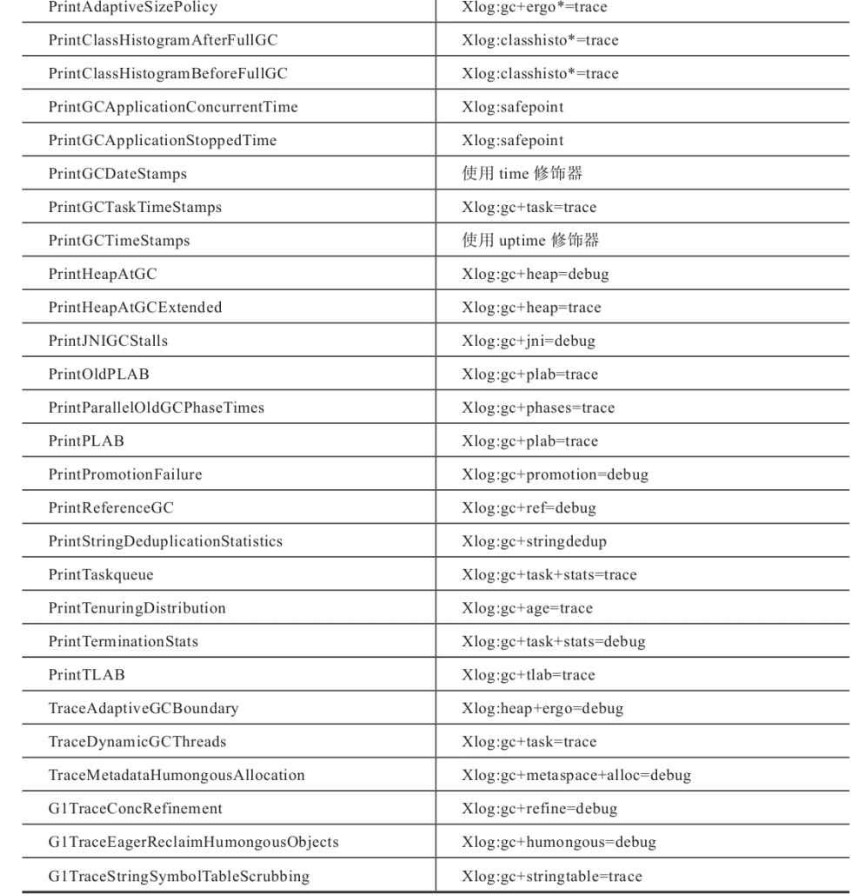 PrintAdaptiveSizePolicy Xlog:gc+ergo*=trace
PrintClassHistogramAfterFullGC Xlog:classhisto*=trace
PrintClassHistogramBeforeFullGC Xlog:classhisto*=trace
PrintGCApplicationConcurrentTime Xlog:safepoint
PrintGCApplicationStoppedTime Xlog:safepoint
PrintGCDateStamps 使用 time 修饰器
PrintGCTaskTimeStamps Xlog:gc+task=trace
PrintGCTimeStamps 使用 uptime 修饰器
PrintHeapAtGC Xlog:gc+heap=debug
PrintHeapAtGCExtended Xlog:gc+heap=trace
PrintJNIGCStalls Xlog:gc+jni=debug
PrintOldPLAB Xlog:gc+plab=trace
PrintParallelOldGCPhaseTimes Xlog:gc+phases=trace
PrintPLAB Xlog:gc+plab=trace
PrintPromotionFailure Xlog:gc+promotion=debug
PrintReferenceGC Xlog:gc+ref=debug
PrintStringDeduplicationStatistics Xlog:gc+stringdedup
PrintTaskqueue Xlog:gc+task+stats=trace
PrintTenuringDistribution Xlog:gc+age=trace
PrintTerminationStats Xlog:gc+task+stats=debug
PrintTLAB Xlog:gc+tlab=trace
TraceAdaptiveGCBoundary Xlog:heap+ergo=debug
TraceDynamicGCThreads Xlog:gc+task=trace
TraceMetadataHumongousAllocation Xlog:gc+metaspace+alloc=debug
G1TraceConcRefinement Xlog:gc+refine=debug
G1TraceEagerReclaimHumongousObjects Xlog:gc+humongous=debug
G1TraceStringSymbolTableScrubbing Xlog:gc+stringtable=trace